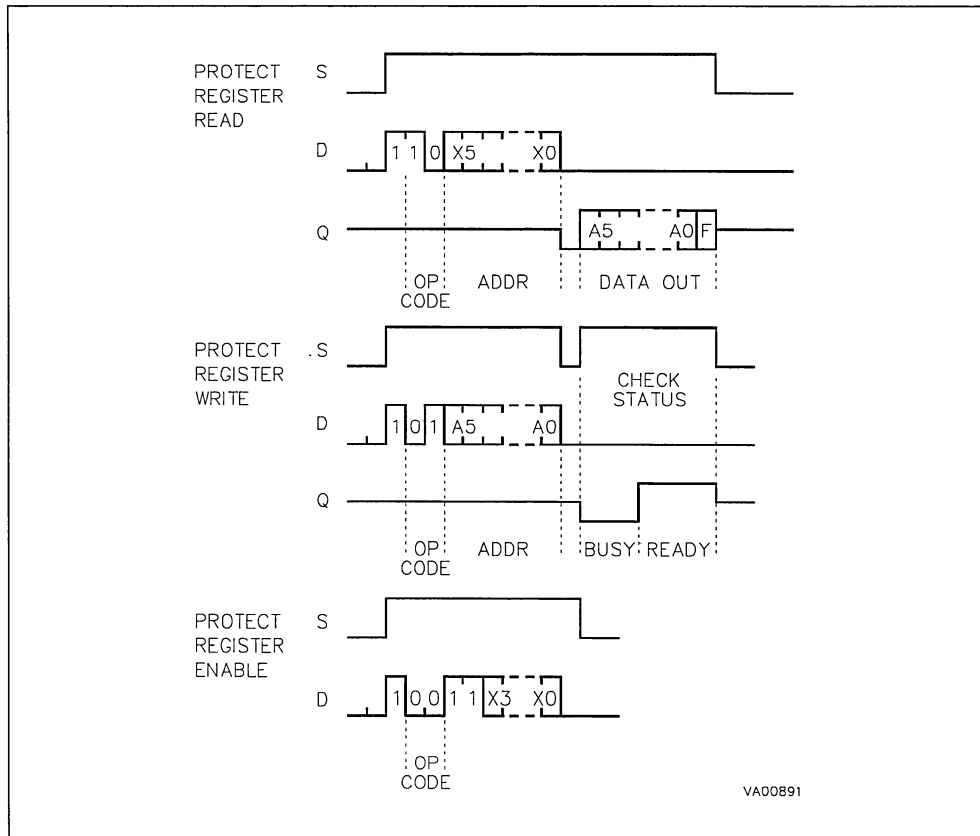 PROTECT REGISTER READ
S
D
1 1 0 X5 X0
Q
A5 A0 F
OP CODE
ADDR
DATA OUT
PROTECT REGISTER WRITE
.S
CHECK STATUS
D
1 0 1 A5 A0
Q
OP CODE
ADDR
BUSY
READY
PROTECT REGISTER ENABLE
S
D
1 0 0 1 1 X3 X0
OP CODE
VA00891